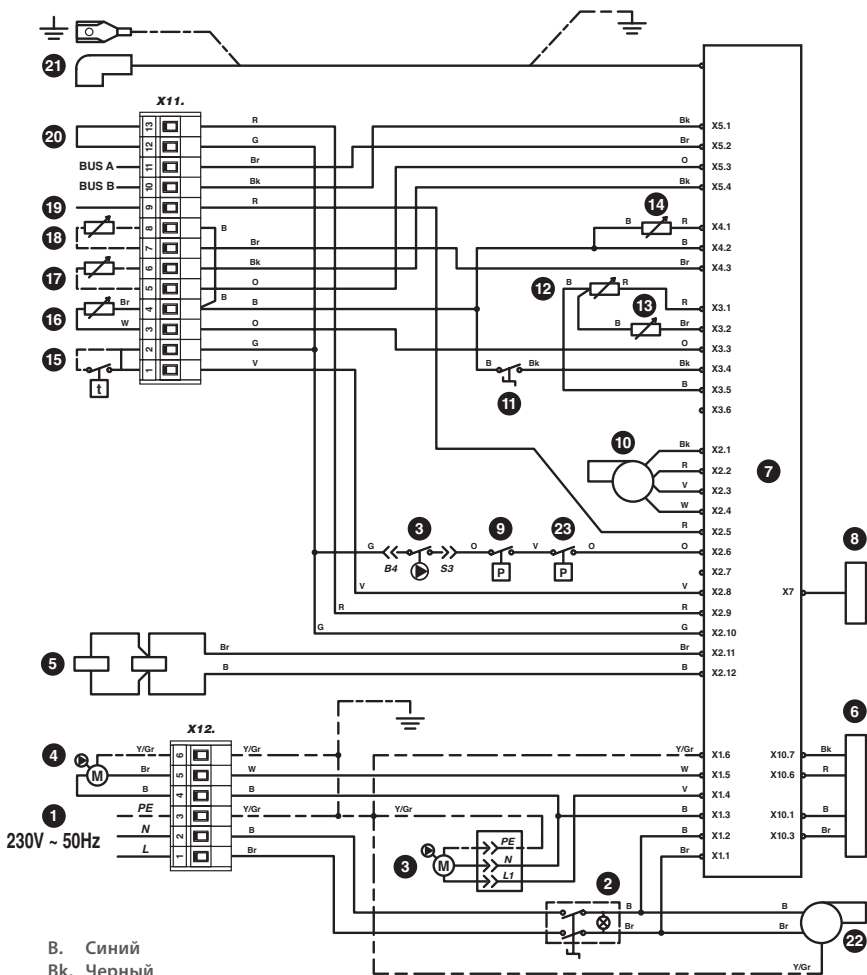 21
X11.
20
13
R
Bk
X5.1
12
G
Br
X5.2
BUS A
11
Br
O
X5.3
BUS B
10
Bk
Bk
X5.4
19
9
R
14
18
8
B
B
R
X4.1
7
Br
B
X4.2
17
6
Bk
Br
X4.3
5
O
12
B
R
16
Br
4
B
B
R
X3.1
W
3
O
13
B
Br
X3.2
15
2
G
O
X3.3
1
V
B
Bk
Bk
X3.4
t
11
B
X3.5
X3.6
10
Bk
X2.1
7
R
X2.2
V
X2.3
W
X2.4
3
9
23
R
X2.5
G
O
V
O
O
X2.6
8
B4
S3
P
P
X2.7
V
V
X2.8
X7
R
R
X2.9
G
G
X2.10
5
Br
Br
X2.11
B
B
X2.12
6
X12.
4
Y/Gr
6
Y/Gr
Y/Gr
X1.6
X10.7
Bk
M
Br
5
W
W
X1.5
X10.6
R
B
4
B
V
X1.4
1
PE
3
Y/Gr
Y/Gr
B
X1.3
X10.1
B
230V ~ 50Hz
N
2
B
PE
B
X1.2
X10.3
Br
L
1
Br
3
M
N
Br
X1.1
L1
2
B
B
Br
Br
22
Y/Gr
B. Синий
Bk. Черный